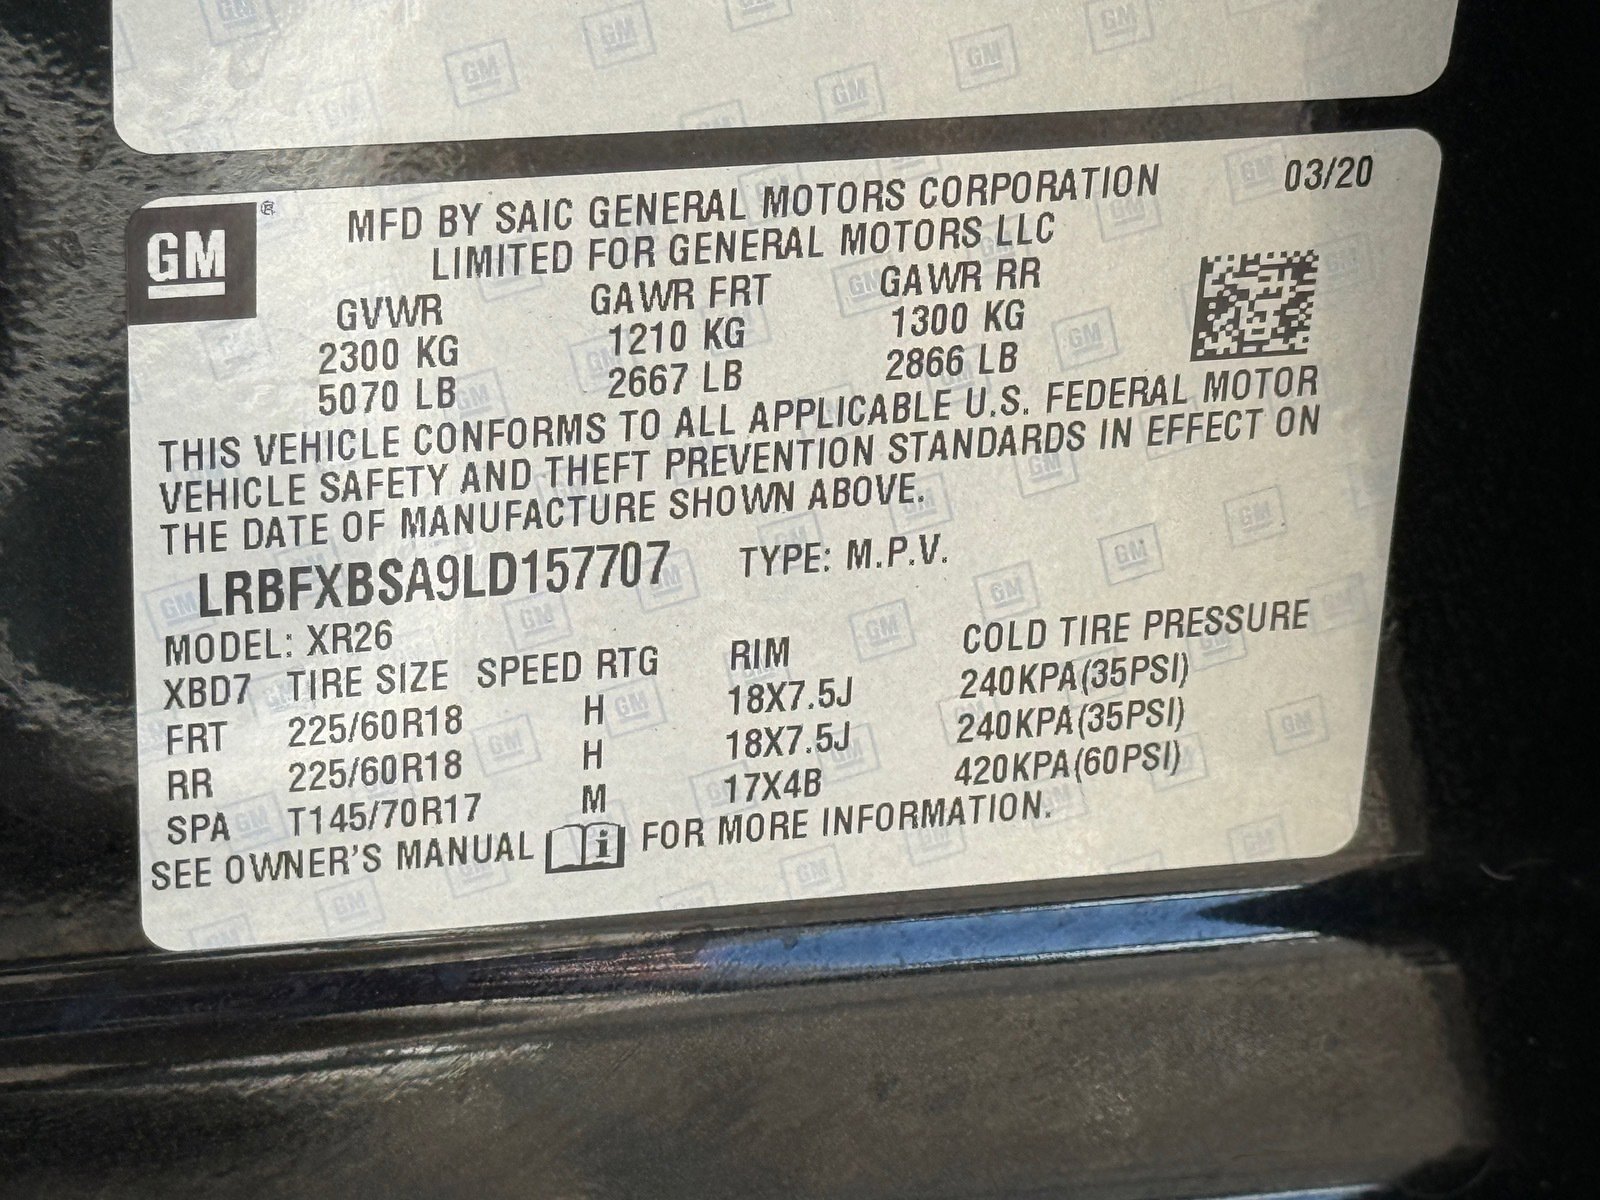 GM
MFD BY SAIC GENERAL MOTORS CORPORATION 03/20
LIMITED FOR GENERAL MOTORS LLC
GVWR GAWR FRT GAWR RR
2300 KG 1210 KG 1300 KG
5070 LB 2667 LB 2866 LB
THIS VEHICLE CONFORMS TO ALL APPLICABLE U.S. FEDERAL MOTOR
VEHICLE SAFETY AND THEFT PREVENTION STANDARDS IN EFFECT ON
THE DATE OF MANUFACTURE SHOWN ABOVE.
LRBFXBSA9LD157707 TYPE: M.P.V.
MODEL: XR26
XBD7 TIRE SIZE SPEED RTG RIM COLD TIRE PRESSURE
FRT 225/60R18 H 18X7.5J 240KPA(35PSI)
RR 225/60R18 H 18X7.5J 240KPA(35PSI)
SPA T145/70R17 M 17X4B 420KPA(60PSI)
SEE OWNER'S MANUAL i FOR MORE INFORMATION.